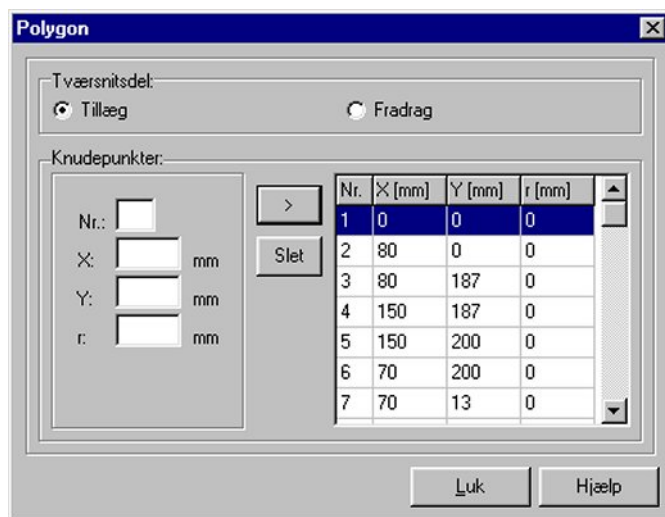 Polygon
Tværsnitsdel:
Tillæg
Fradrag
Knudepunkter:
Nr.:
X: mm
Y: mm
r: mm
>
Slet
Nr. X [mm] Y [mm] r [mm]
1 0 0 0
2 80 0 0
3 80 187 0
4 150 187 0
5 150 200 0
6 70 200 0
7 70 13 0
Luk
Hjælp